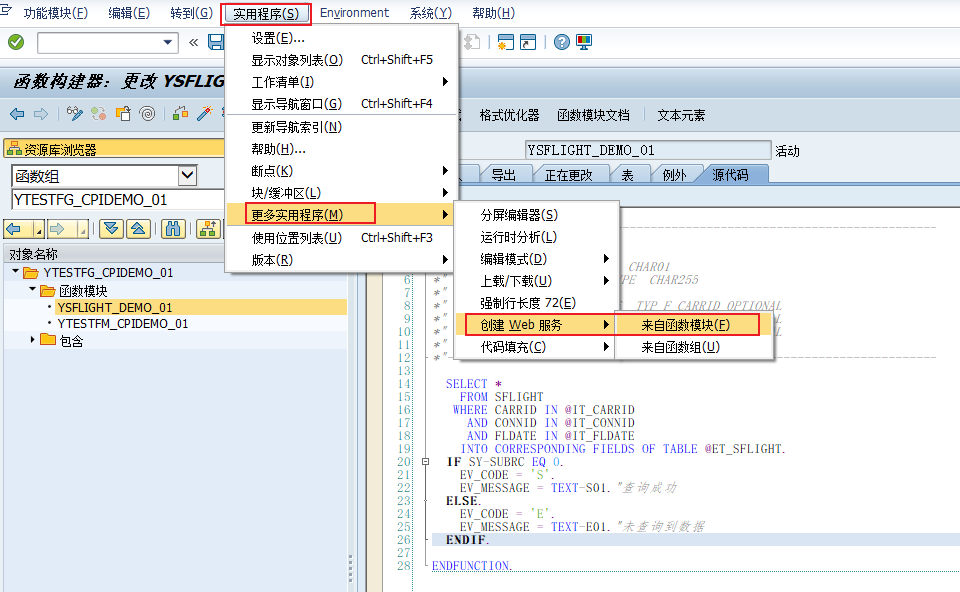 功能模块(F) 编辑(E) 转到(G) 实用程序(S) Environment 系统(Y) 帮助(H)
«
函数构建器: 更改 YSFLIG
格式优化器 函数模块文档 文本元素
YSFLIGHT_DEMO_01 活动
导出 正在更改 表 例外 源代码
资源库浏览器
函数组
YTESTFG_CPIDEMO_01
对象名称
YTESTFG_CPIDEMO_01
函数模块
YSFLIGHT_DEMO_01
YTESTFM_CPIDEMO_01
包含
设置(E)...
显示对象列表(O) Ctrl+Shift+F5
工作清单(I)
显示导航窗口(G) Ctrl+Shift+F4
更新导航索引(N)
帮助(H)...
断点(K)
块/缓冲区(L)
更多实用程序(M)
使用位置列表(U) Ctrl+Shift+F3
版本(R)
分屏编辑器(S)
运行时分析(L)
编辑模式(D)
上载/下载(U)
强制行长度 72(E)
创建 Web 服务
代码填充(C)
来自函数模块(F)
来自函数组(U)
CHAR01
6 *" PE CHAR255
7 *"
8 *" TYP_F_CARRID OPTIONAL
9 *"
10 *"
11 *"
12 *"
13
14 SELECT *
15 FROM SFLIGHT
16 WHERE CARRID IN @IT_CARRID
17 AND CONNID IN @IT_CONNID
18 AND FLDATE IN @IT_FLDATE
19 INTO CORRESPONDING FIELDS OF TABLE @ET_SFLIGHT.
20 IF SY-SUBRC EQ 0.
21 EV_CODE = 'S'.
22 EV_MESSAGE = TEXT-S01. "查询成功
23 ELSE.
24 EV_CODE = 'E'.
25 EV_MESSAGE = TEXT-E01. "未查询到数据
26 ENDIF.
27
28 ENDFUNCTION.